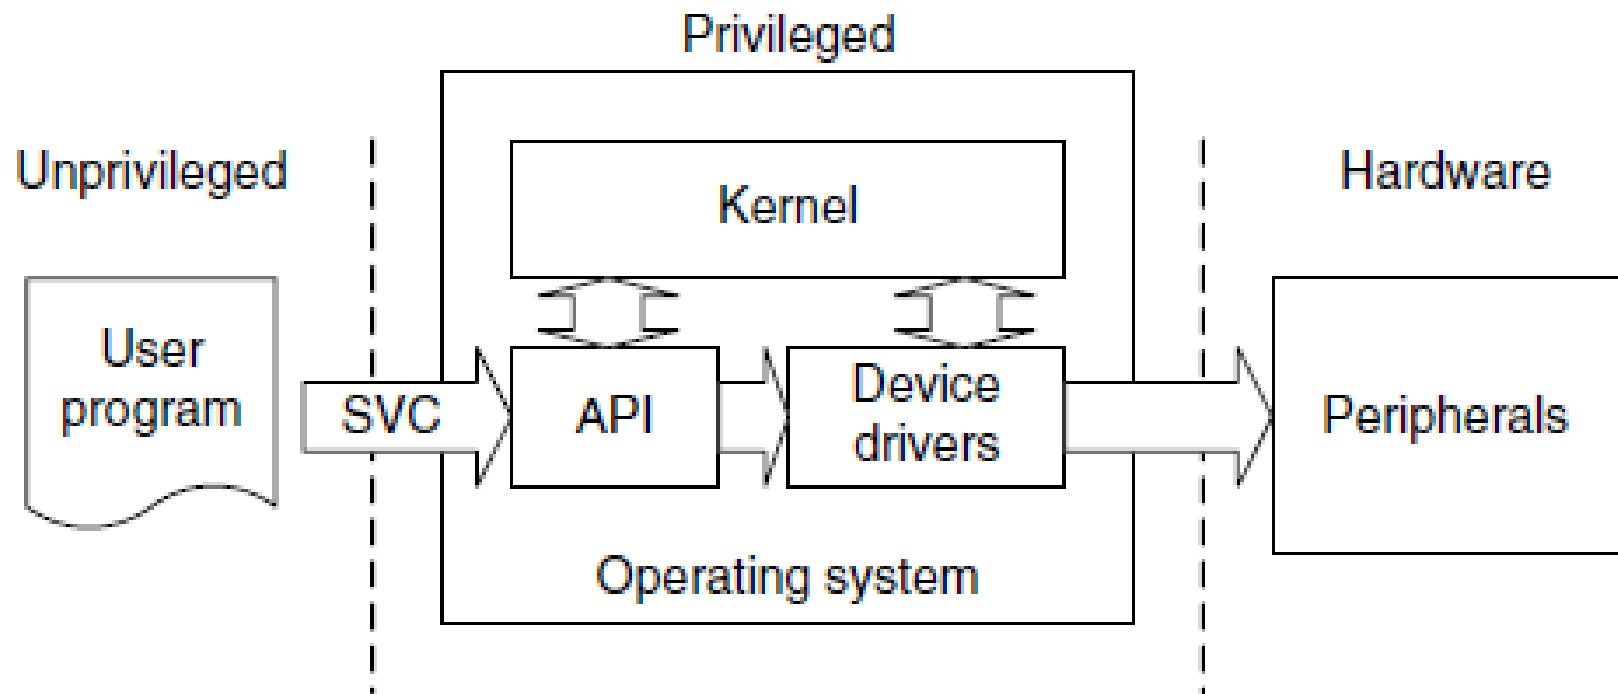 Privileged
Unprivileged
Hardware
Kernel
User
program
SVC
API
Device
drivers
Peripherals
Operating system